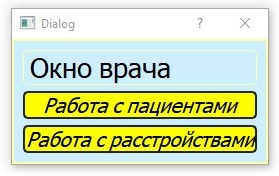 Dialog
Окно врача
Работа с пациентами
Работа с расстройствами